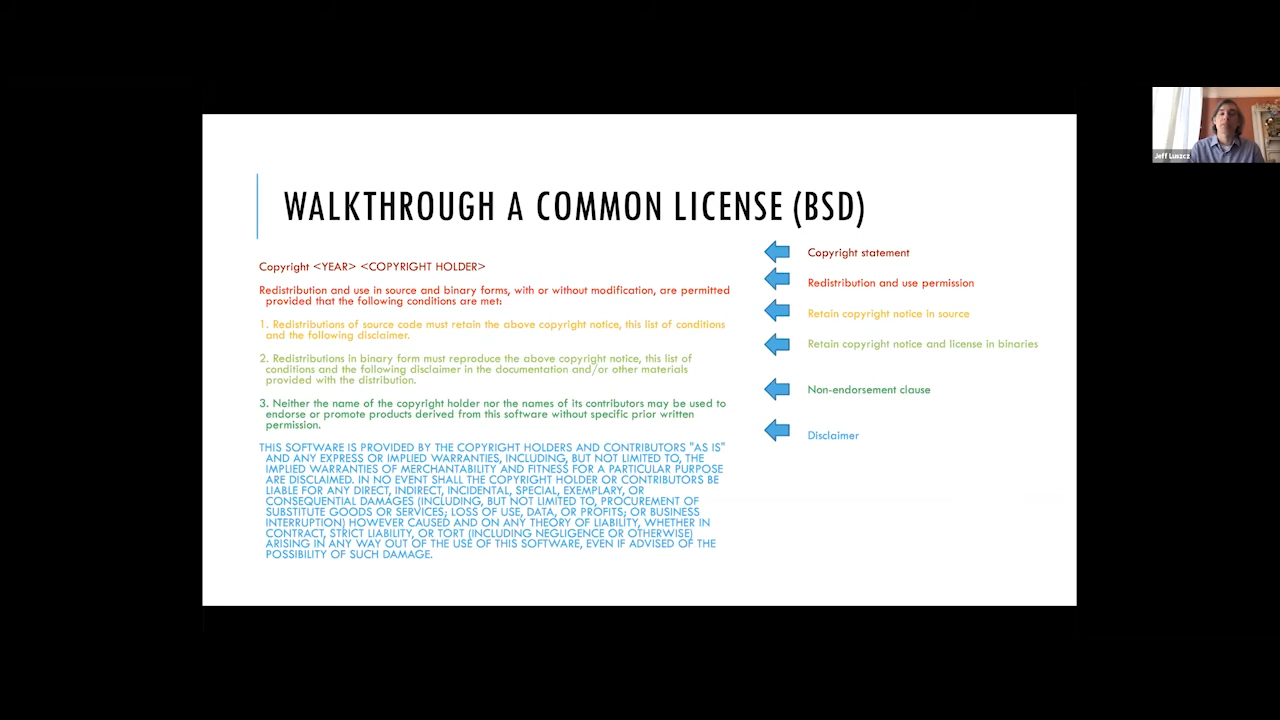 WALKTHROUGH A COMMON LICENSE (BSD)
Copyright <YEAR> <COPYRIGHT HOLDER>
Redistribution and use in source and binary forms, with or without modification, are permitted
provided that the following conditions are met:
1. Redistributions of source code must retain the above copyright notice, this list of conditions
and the following disclaimer.
2. Redistributions in binary form must reproduce the above copyright notice, this list of
conditions and the following disclaimer in the documentation and/or other materials
provided with the distribution.
3. Neither the name of the copyright holder nor the names of its contributors may be used to
endorse or promote products derived from this software without specific prior written
permission.
THIS SOFTWARE IS PROVIDED BY THE COPYRIGHT HOLDERS AND CONTRIBUTORS "AS IS"
AND ANY EXPRESS OR IMPLIED WARRANTIES, INCLUDING, BUT NOT LIMITED TO, THE
IMPLIED WARRANTIES OF MERCHANTABILITY AND FITNESS FOR A PARTICULAR PURPOSE
ARE DISCLAIMED. IN NO EVENT SHALL THE COPYRIGHT HOLDER OR CONTRIBUTORS BE
LIABLE FOR ANY DIRECT, INDIRECT, INCIDENTAL, SPECIAL, EXEMPLARY, OR
CONSEQUENTIAL DAMAGES (INCLUDING, BUT NOT LIMITED TO, PROCUREMENT OF
SUBSTITUTE GOODS OR SERVICES; LOSS OF USE, DATA, OR PROFITS; OR BUSINESS
INTERRUPTION) HOWEVER CAUSED AND ON ANY THEORY OF LIABILITY, WHETHER IN
CONTRACT, STRICT LIABILITY, OR TORT (INCLUDING NEGLIGENCE OR OTHERWISE)
ARISING IN ANY WAY OUT OF THE USE OF THIS SOFTWARE, EVEN IF ADVISED OF THE
POSSIBILITY OF SUCH DAMAGE.
Copyright statement
Redistribution and use permission
Retain copyright notice in source
Retain copyright notice and license in binaries
Non-endorsement clause
Disclaimer
Jeff Luszcz